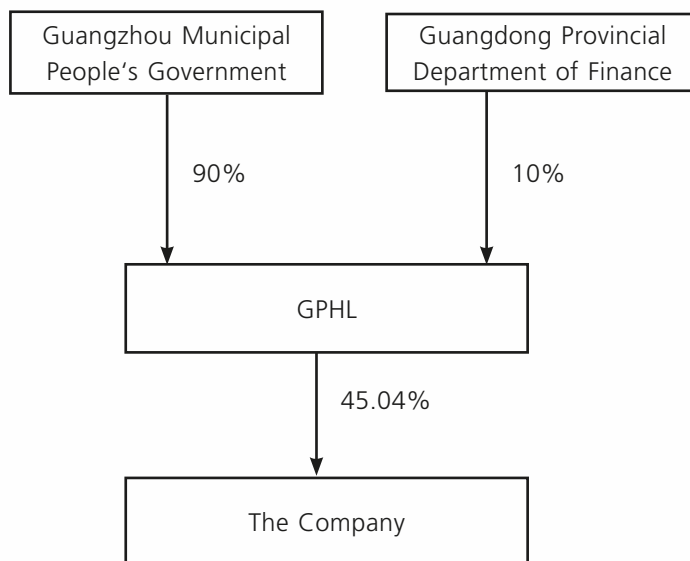 Guangzhou Municipal
People‘s Government
Guangdong Provincial
Department of Finance
90%
10%
GPHL
45.04%
The Company